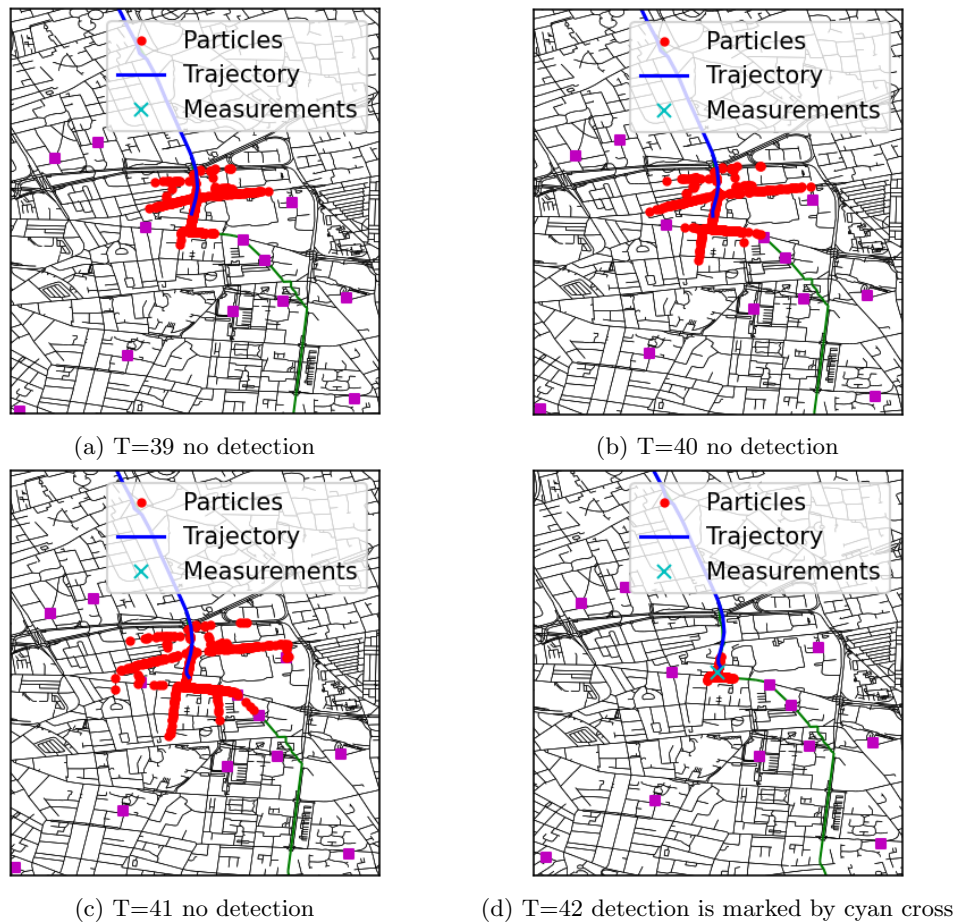 Particles
Trajectory
Measurements
Particles
Trajectory
Measurements
(a) T=39 no detection
(b) T=40 no detection
Particles
Trajectory
Measurements
Particles
Trajectory
Measurements
(c) T=41 no detection
(d) T=42 detection is marked by cyan cross